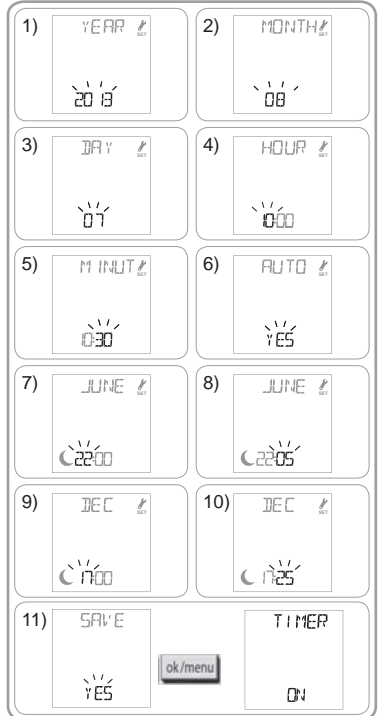 1) YEAR SET
2013
2) MONTH SET
08
3) DAY SET
07
4) HOUR SET
10:00
5) MINUT SET
10:30
6) AUTO SET
YES
7) JUNE SET
22:00
8) JUNE SET
22:05
9) DEC SET
17:00
10) DEC SET
17:25
11) SAVE SET
YES
ok/menu
TIMER
ON